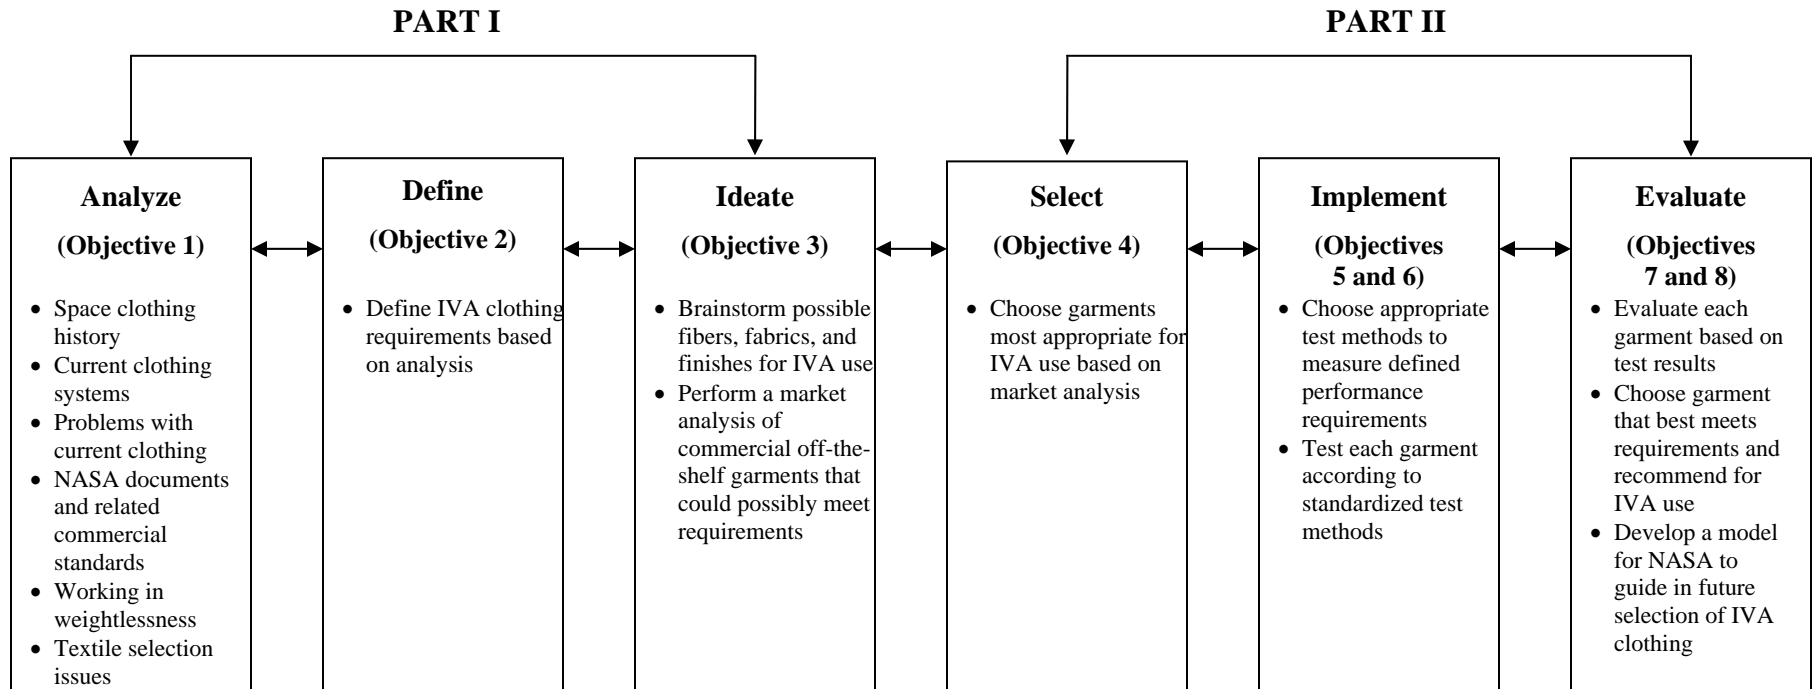 PART I
PART II
Analyze
(Objective 1)
• Space clothing
history
• Current clothing
systems
• Problems with
current clothing
• NASA documents
and related
commercial
standards
• Working in
weightlessness
• Textile selection
issues
Define
(Objective 2)
• Define IVA clothing
requirements based
on analysis
Ideate
(Objective 3)
• Brainstorm possible
fibers, fabrics, and
finishes for IVA use
• Perform a market
analysis of
commercial off-the-
shelf garments that
could possibly meet
requirements
Select
(Objective 4)
• Choose garments
most appropriate for
IVA use based on
market analysis
Implement
(Objectives
5 and 6)
• Choose appropriate
test methods to
measure defined
performance
requirements
• Test each garment
according to
standardized test
methods
Evaluate
(Objectives
7 and 8)
• Evaluate each
garment based on
test results
• Choose garment
that best meets
requirements and
recommend for
IVA use
• Develop a model
for NASA to
guide in future
selection of IVA
clothing